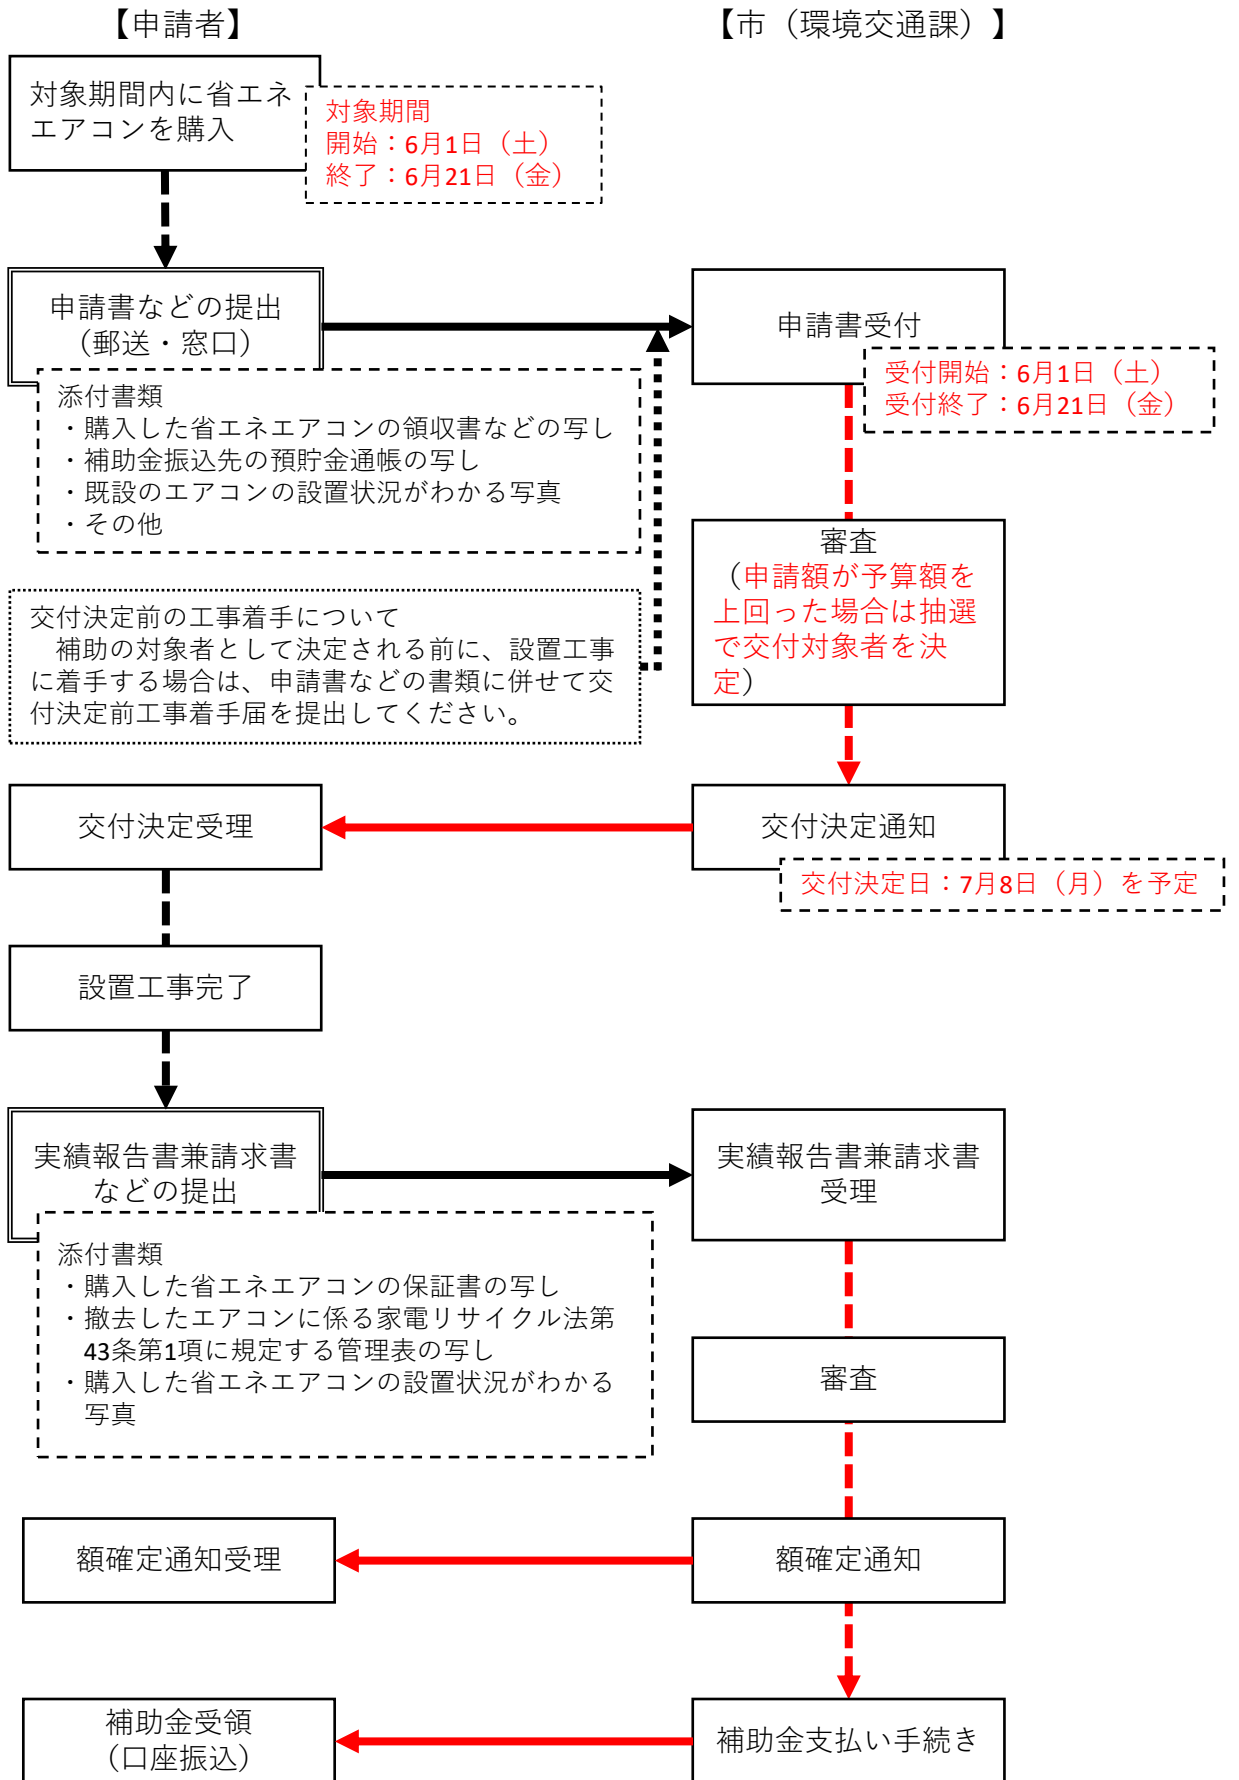 【申請者】
【市（環境交通課）】
対象期間内に省エネ
エアコンを購入
対象期間
開始：6月1日（土）
終了：6月21日（金）
申請書などの提出
（郵送・窓口）
申請書受付
受付開始：6月1日（土）
受付終了：6月21日（金）
添付書類
・購入した省エネエアコンの領収書などの写し
・補助金振込先の預貯金通帳の写し
・既設のエアコンの設置状況がわかる写真
・その他
審査
（申請額が予算額を
上回った場合は抽選
で交付対象者を決
定）
交付決定前の工事着手について
補助の対象者として決定される前に、設置工事
に着手する場合は、申請書などの書類に併せて交
付決定前工事着手届を提出してください。
交付決定受理
交付決定通知
交付決定日：7月8日（月）を予定
設置工事完了
実績報告書兼請求書
などの提出
実績報告書兼請求書
受理
添付書類
・購入した省エネエアコンの保証書の写し
・撤去したエアコンに係る家電リサイクル法第
43条第1項に規定する管理表の写し
・購入した省エネエアコンの設置状況がわかる
写真
審査
額確定通知受理
額確定通知
補助金受領
（口座振込）
補助金支払い手続き